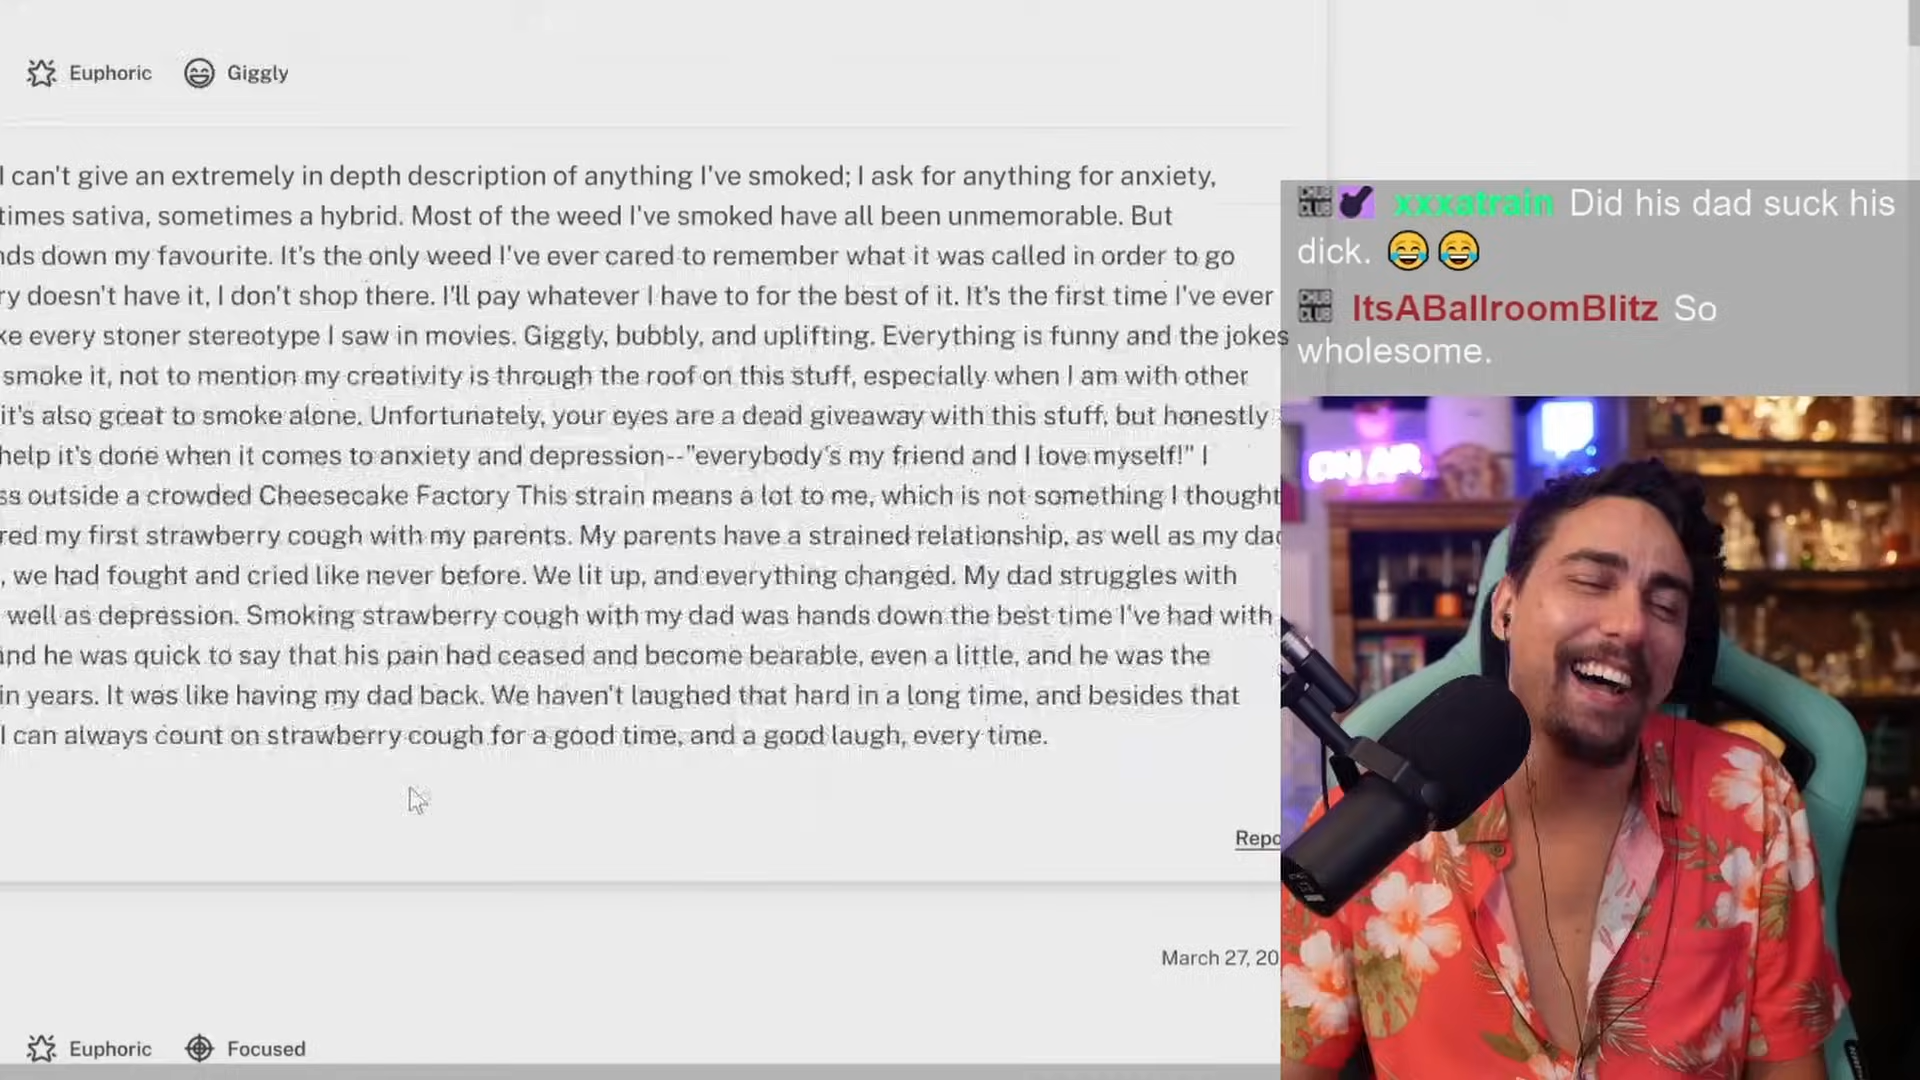 Euphoric Giggly
I can't give an extremely in depth description of anything I've smoked; I ask for anything for anxiety,
times sativa, sometimes a hybrid. Most of the weed I've smoked have all been unmemorable. But
nds down my favourite. It's the only weed I've ever cared to remember what it was called in order to go
ry doesn't have it, I don't shop there. I'll pay whatever I have to for the best of it. It's the first time I've ever
ke every stoner stereotype I saw in movies. Giggly, bubbly, and uplifting. Everything is funny and the jokes
smoke it, not to mention my creativity is through the roof on this stuff, especially when I am with other
it's also great to smoke alone. Unfortunately, your eyes are a dead giveaway with this stuff, but honestly
help it's done when it comes to anxiety and depression--"everybody's my friend and I love myself!" I
ss outside a crowded Cheesecake Factory This strain means a lot to me, which is not something I thought
red my first strawberry cough with my parents. My parents have a strained relationship, as well as my dad
, we had fought and cried like never before. We lit up, and everything changed. My dad struggles with
well as depression. Smoking strawberry cough with my dad was hands down the best time I've had with
and he was quick to say that his pain had ceased and become bearable, even a little, and he was the
in years. It was like having my dad back. We haven't laughed that hard in a long time, and besides that
I can always count on strawberry cough for a good time, and a good laugh, every time.
Repo
March 27, 20
Euphoric Focused
CHUB CLUB xxxatrain Did his dad suck his
dick. 😂 😂
CHUB CLUB ItsABallroomBlitz So
wholesome.
ON AIR